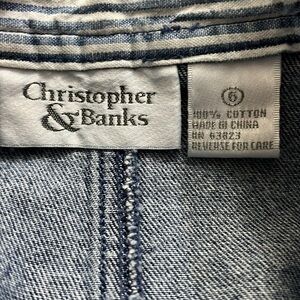 Christopher
& Banks
6
100% COTTON
MADE IN CHINA
RN 63823
REVERSE FOR CARE